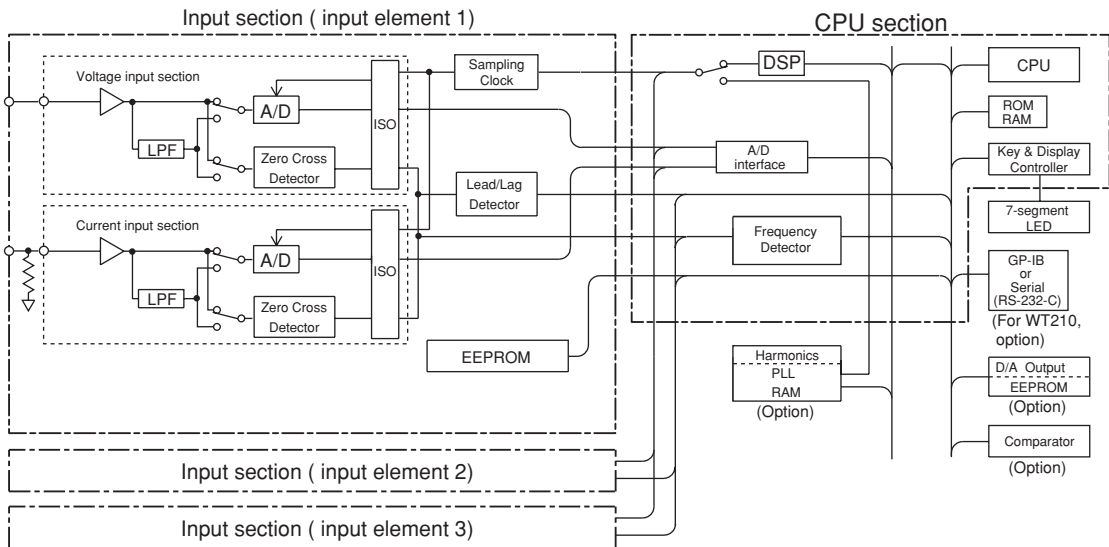 Input section ( input element 1)
CPU section
Voltage input section
A/D
LPF
Zero Cross
Detector
ISO
Sampling
Clock
DSP
CPU
ROM
RAM
A/D
interface
Key & Display
Controller
Lead/Lag
Detector
7-segment
LED
Current input section
A/D
LPF
Zero Cross
Detector
ISO
Frequency
Detector
GP-IB
or
Serial
(RS-232-C)
(For WT210,
option)
EEPROM
Harmonics
PLL
RAM
(Option)
D/A Output
EEPROM
(Option)
Comparator
(Option)
Input section ( input element 2)
Input section ( input element 3)